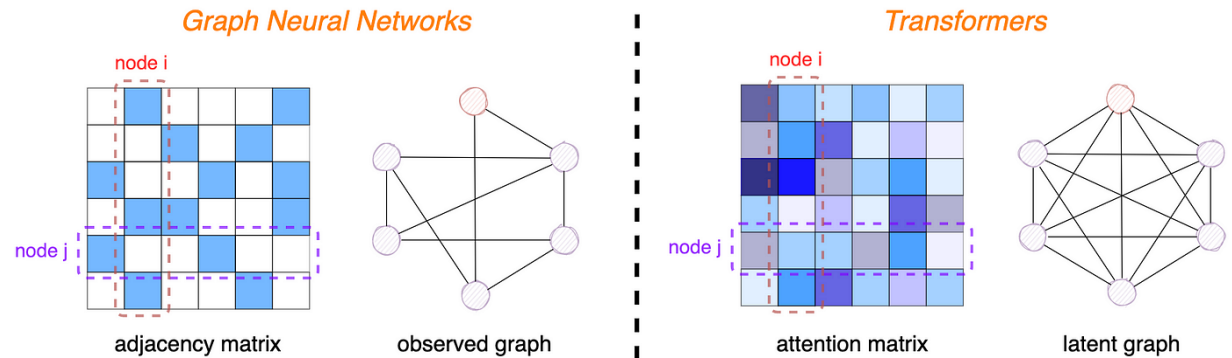 Graph Neural Networks
node i
node j
adjacency matrix
observed graph
Transformers
node i
node j
attention matrix
latent graph